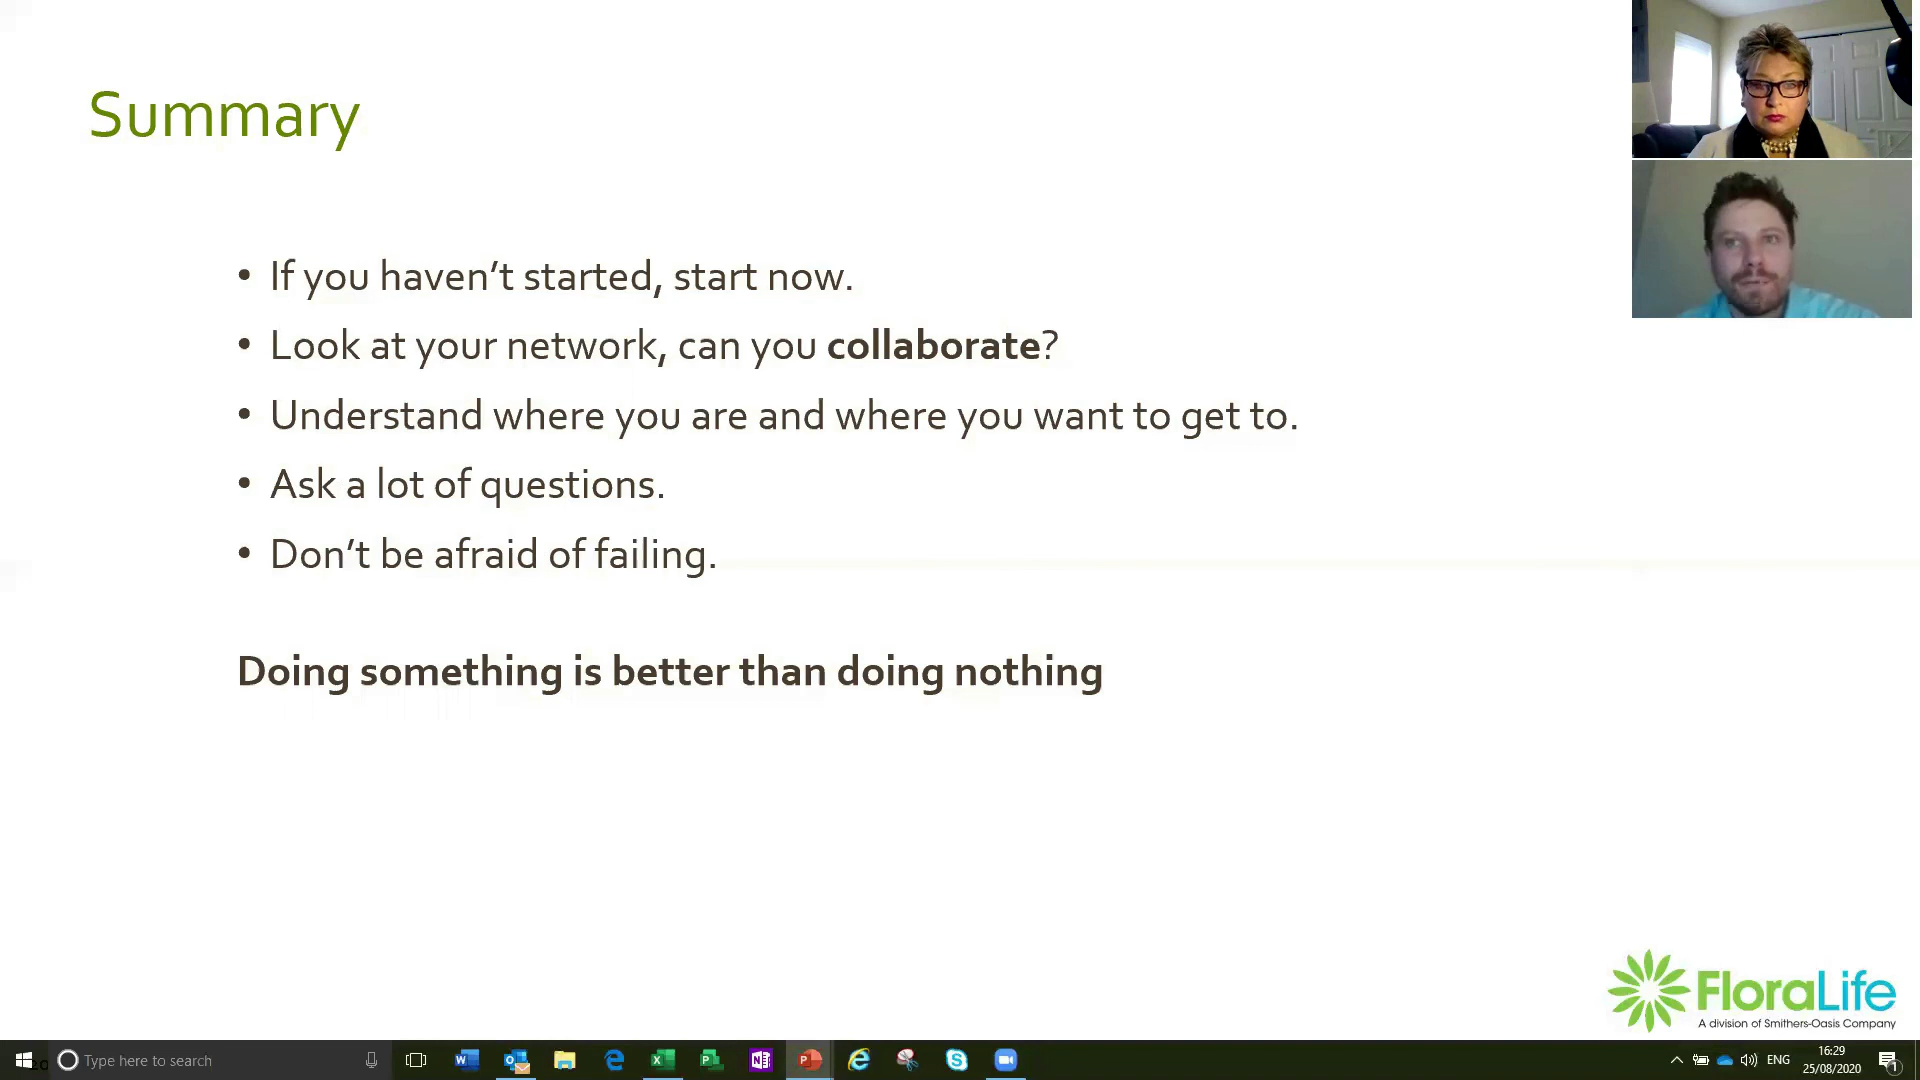 Summary
• If you haven’t started, start now.
• Look at your network, can you collaborate?
• Understand where you are and where you want to get to.
• Ask a lot of questions.
• Don’t be afraid of failing.
Doing something is better than doing nothing
FloraLife
A division of Smithers-Oasis Company
Type here to search
ENG
16:29
25/08/2020